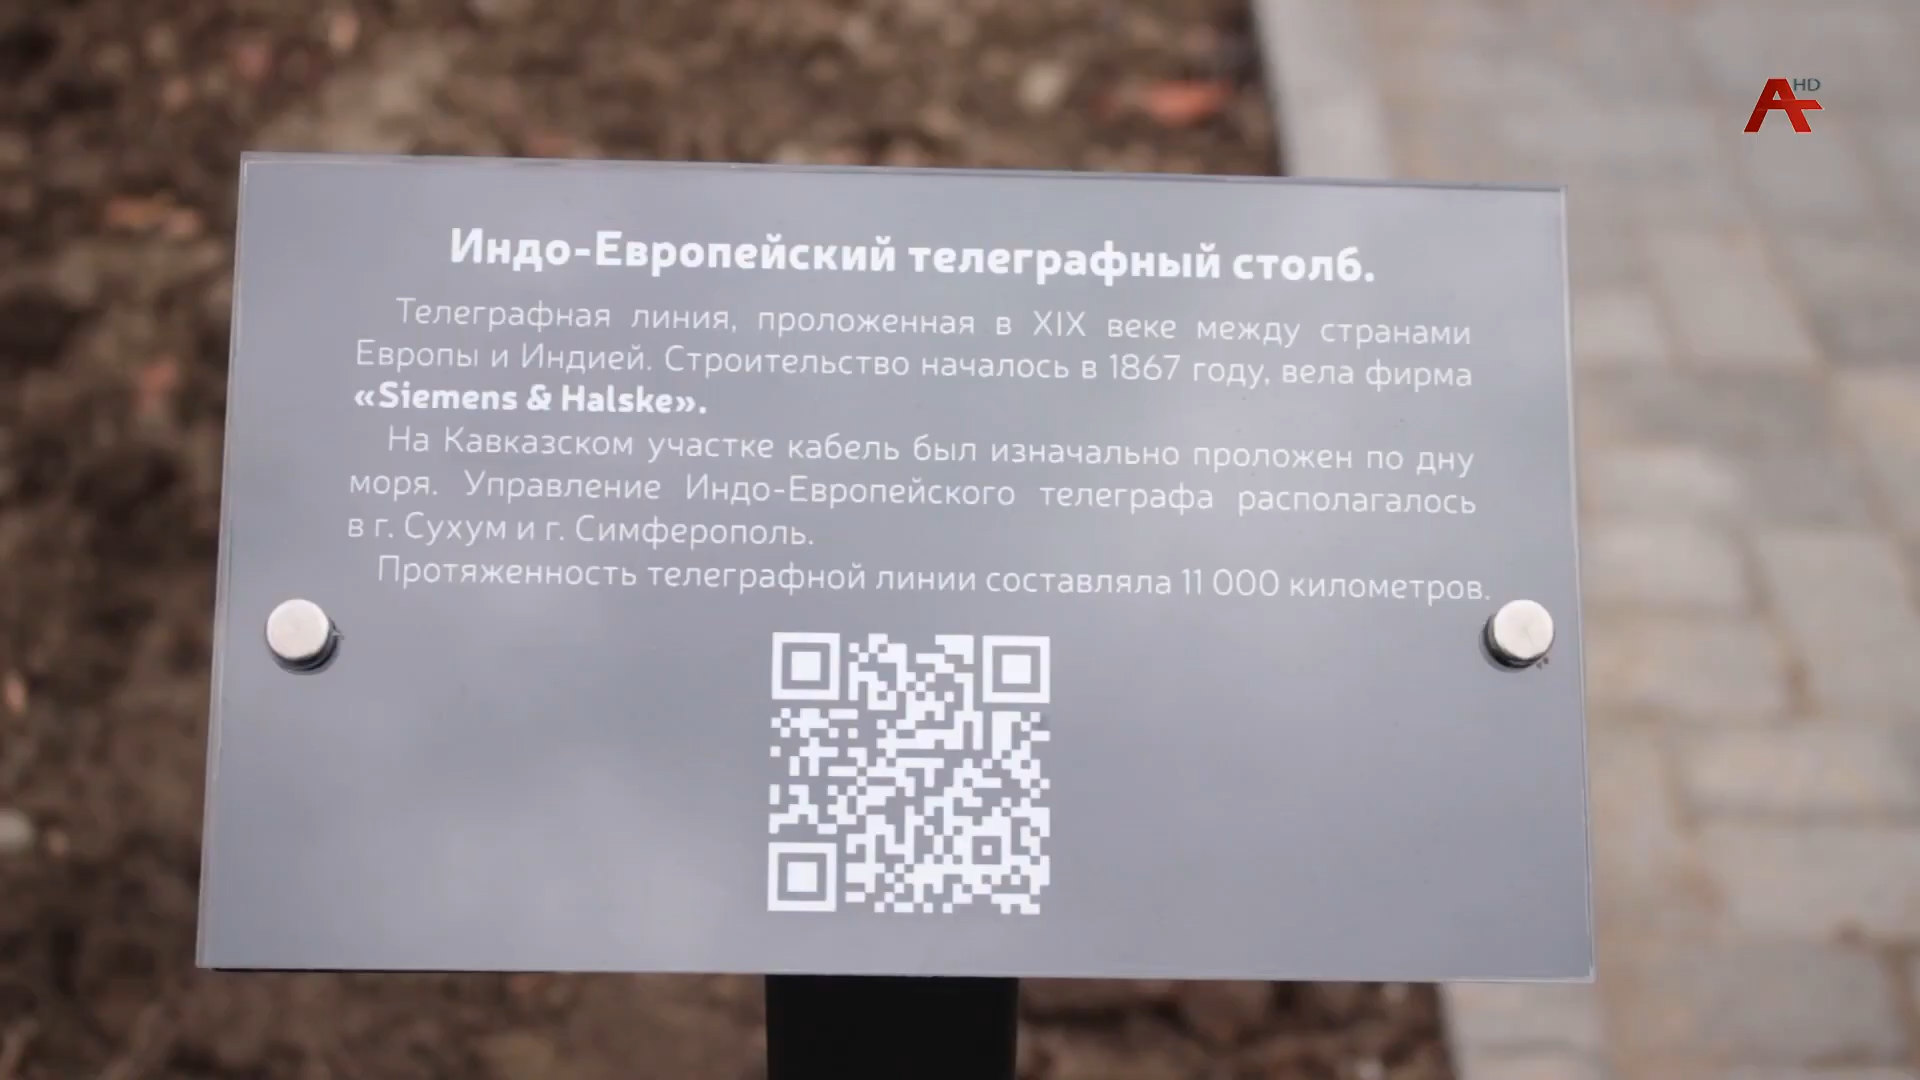 HD
Индо-Европейский телеграфный столб.
Телеграфная линия, проложенная в XIX веке между странами
Европы и Индией. Строительство началось в 1867 году, вела фирма
«Siemens & Halske».
На Кавказском участке кабель был изначально проложен по дну
моря. Управление Индо-Европейского телеграфа располагалось
в г. Сухум и г. Симферополь.
Протяженность телеграфной линии составляла 11 000 километров.